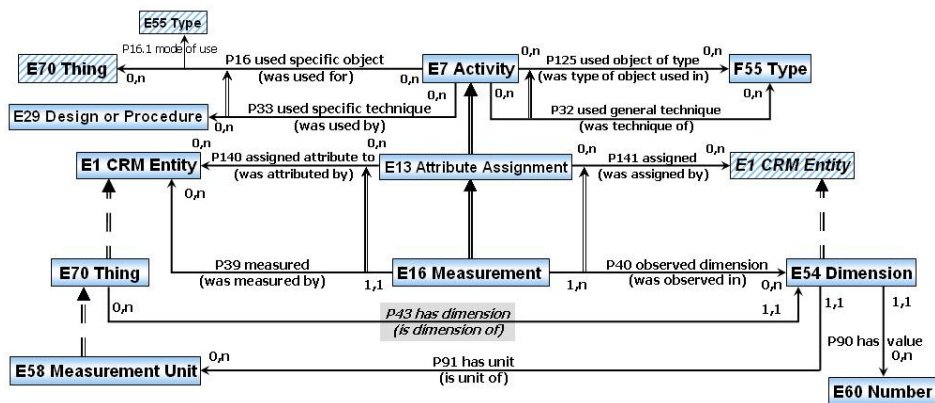 E55 Type
P16.1 mode of use
E70 Thing
0,n
P16 used specific object
(was used for)
0,n
E7 Activity
0,n
P125 used object of type
(was type of object used in)
0,n
F55 Type
0,n
0,n
0,n
E29 Design or Procedure
0,n
P33 used specific technique
(was used by)
P32 used general technique
(was technique of)
E1 CRM Entity
0,n
P140 assigned attribute to
(was attributed by)
0,n
E13 Attribute Assignment
0,n
P141 assigned
(was assigned by)
0,n
E1 CRM Entity
0,n
E70 Thing
P39 measured
(was measured by)
1,1
E16 Measurement
1,n
P40 observed dimension
(was observed in)
0,n
E54 Dimension
0,n
P43 has dimension
(is dimension of)
1,1
1,1
1,1
P90 has value
0,n
E58 Measurement Unit
0,n
P91 has unit
(is unit of)
E60 Number